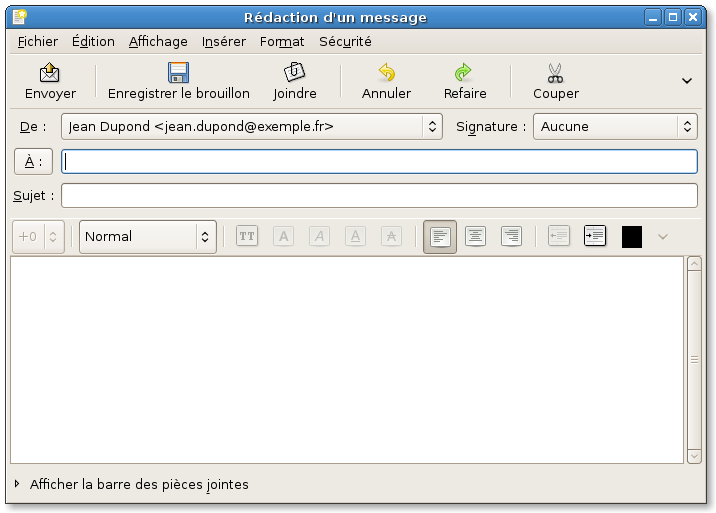 Rédaction d'un message
Fichier Édition Affichage Insérer Format Sécurité
Envoyer Enregistrer le brouillon Joindre Annuler Refaire Couper
De : Jean Dupond <jean.dupond@exemple.fr> Signature : Aucune
À :
Sujet :
+0 Normal TT A A A A
Afficher la barre des pièces jointes